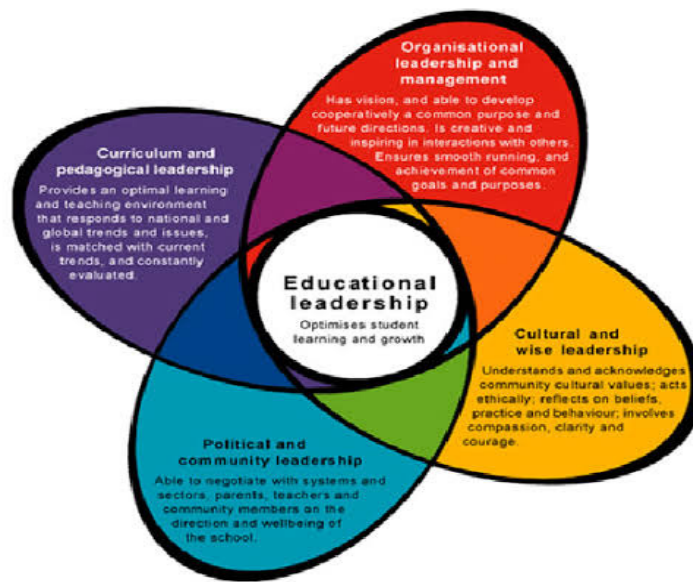 Organisational
leadership and
management
Has vision, and able to develop
cooperatively a common purpose and
future directions. Is creative and
inspiring in interactions with others.
Ensures smooth running, and
achievement of common
goals and purposes.
Curriculum and
pedagogical leadership
Provides an optimal learning
and teaching environment
that responds to national and
global trends and issues,
is matched with current
trends, and constantly
evaluated.
Educational
leadership
Optimises student
learning and growth
Cultural and
wise leadership
Understands and acknowledges
community cultural values; acts
ethically; reflects on beliefs,
practice and behaviour; involves
compassion, clarity and
courage.
Political and
community leadership
Able to negotiate with systems and
sectors, parents, teachers and
community members on the
direction and wellbeing of
the school.